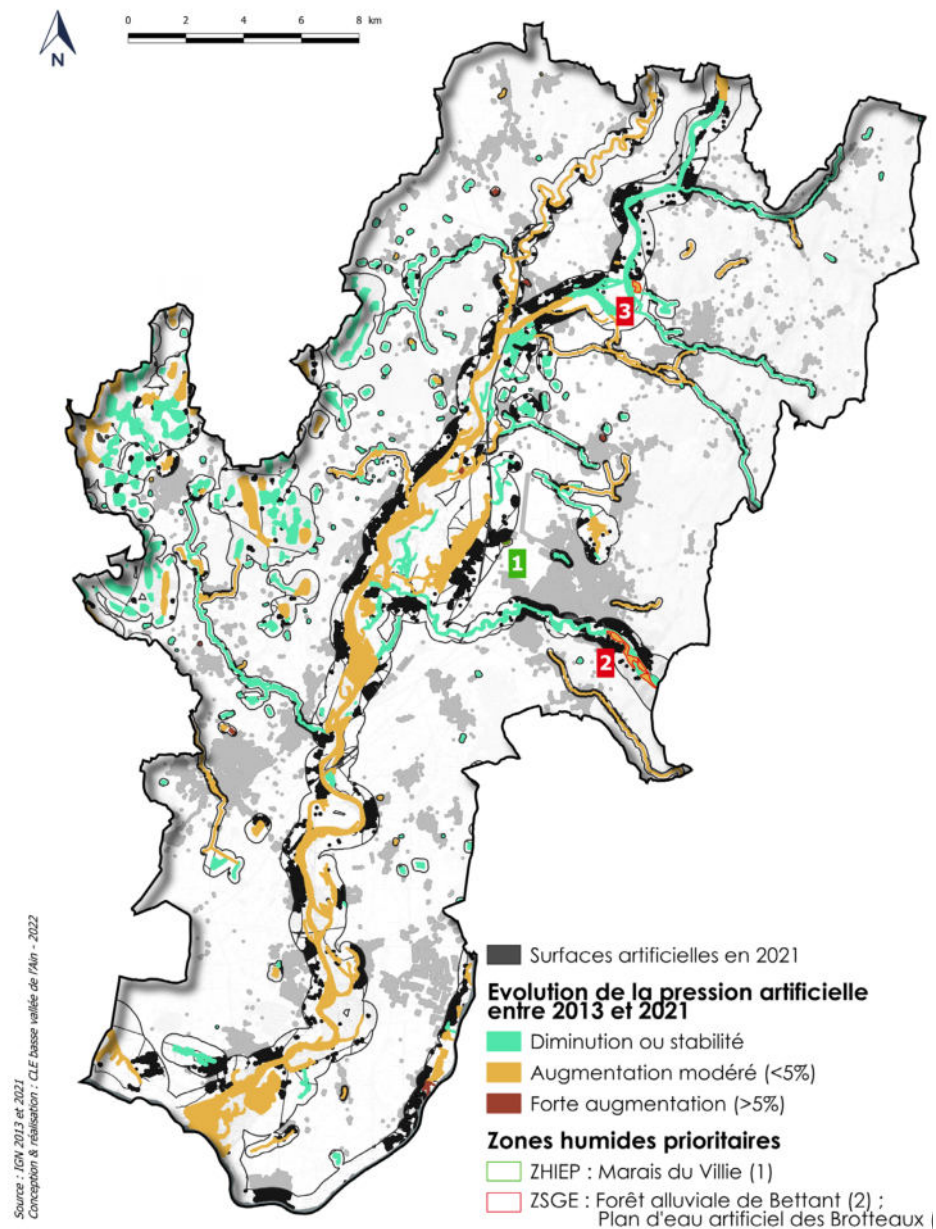 0 2 4 6 8 km
N
3
1
2
Surfaces artificielles en 2021
Evolution de la pression artificielle
entre 2013 et 2021
Diminution ou stabilité
Augmentation modéré (<5%)
Forte augmentation (>5%)
Zones humides prioritaires
ZHIEP : Marais du Villie (1)
ZSGE : Forêt alluviale de Bettant (2) ;
Plan d'eau artificiel des Brotteaux (
Source : IGN 2013 et 2021
Conception & réalisation : CLE basse vallée de l'Ain - 2022